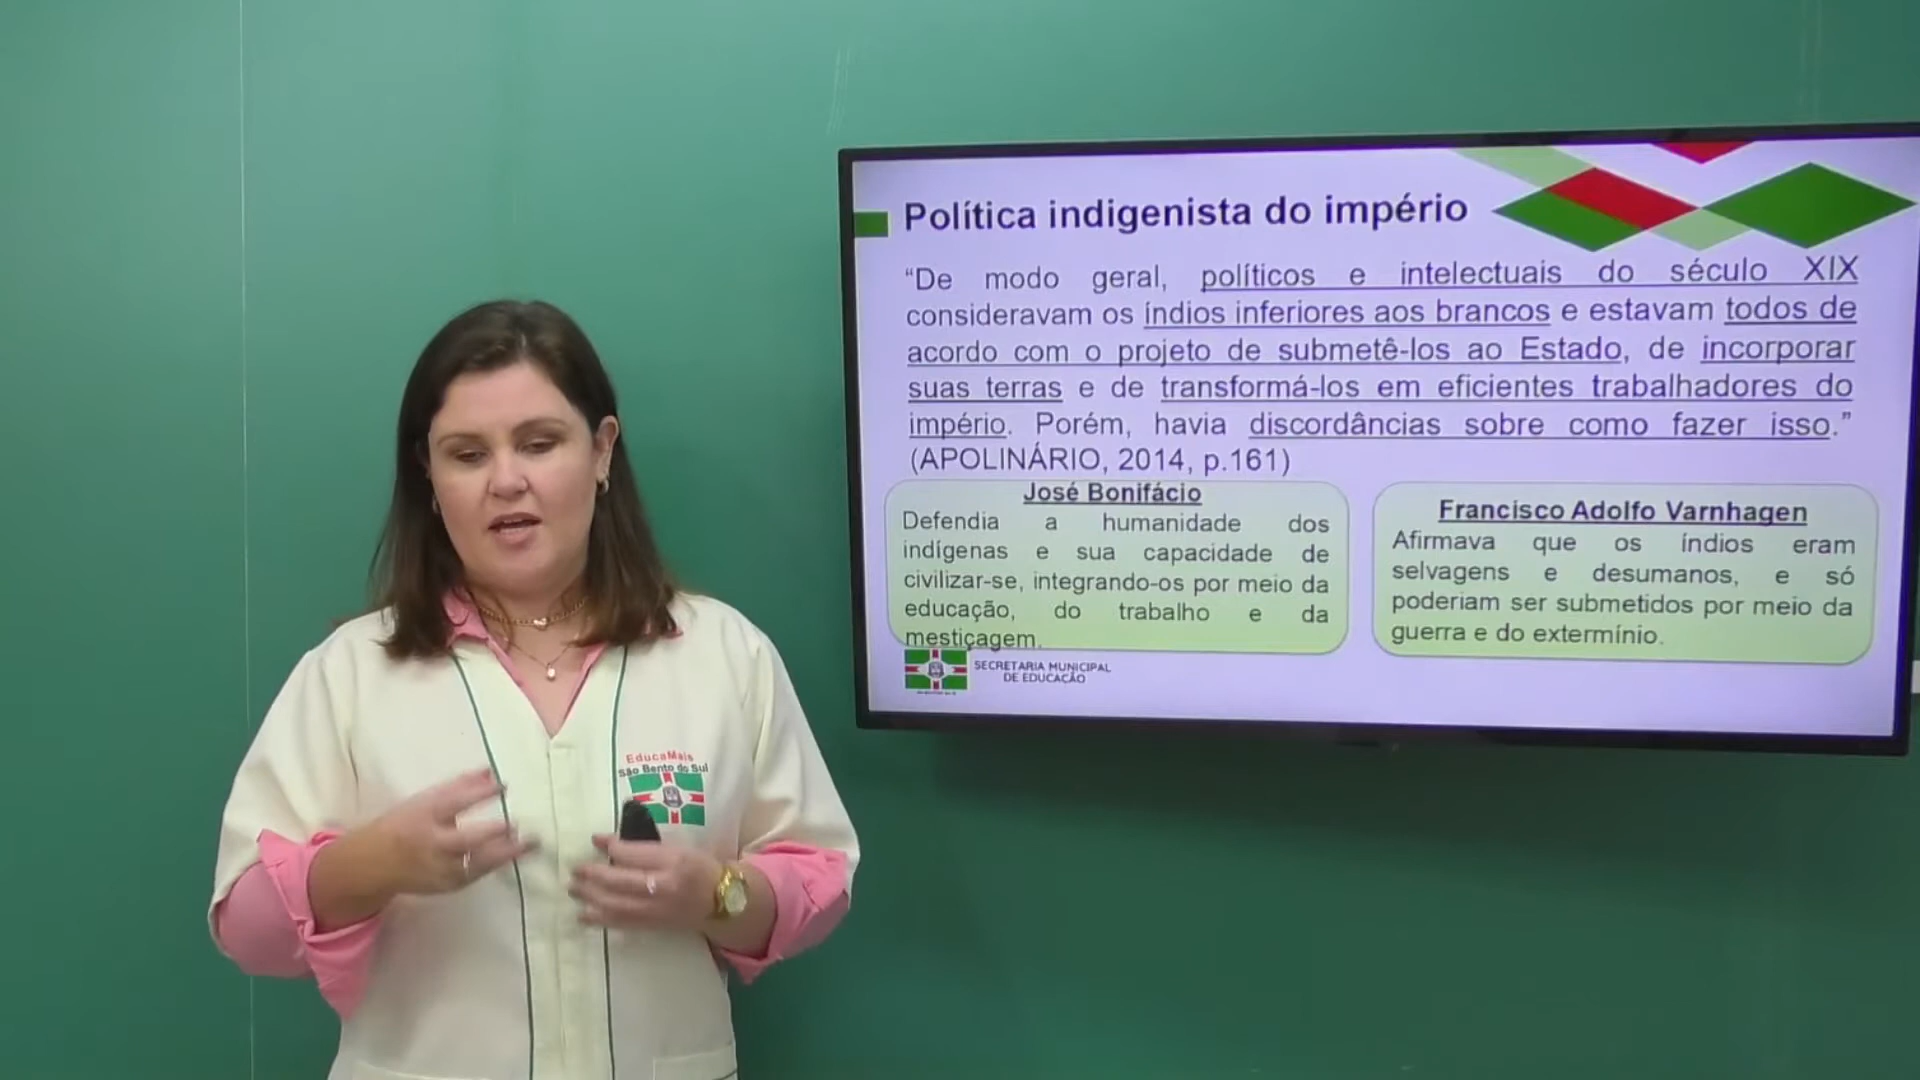 Política indigenista do império
“De modo geral, políticos e intelectuais do século XIX
consideravam os índios inferiores aos brancos e estavam todos de
acordo com o projeto de submetê-los ao Estado, de incorporar
suas terras e de transformá-los em eficientes trabalhadores do
império. Porém, havia discordâncias sobre como fazer isso.”
(APOLINÁRIO, 2014, p.161)
José Bonifácio
Defendia a humanidade dos
indígenas e sua capacidade de
civilizar-se, integrando-os por meio da
educação, do trabalho e da
mestiçagem.
Francisco Adolfo Varnhagen
Afirmava que os índios eram
selvagens e desumanos, e só
poderiam ser submetidos por meio da
guerra e do extermínio.
SECRETARIA MUNICIPAL
DE EDUCAÇÃO
EducaMais
São Bento do Sul